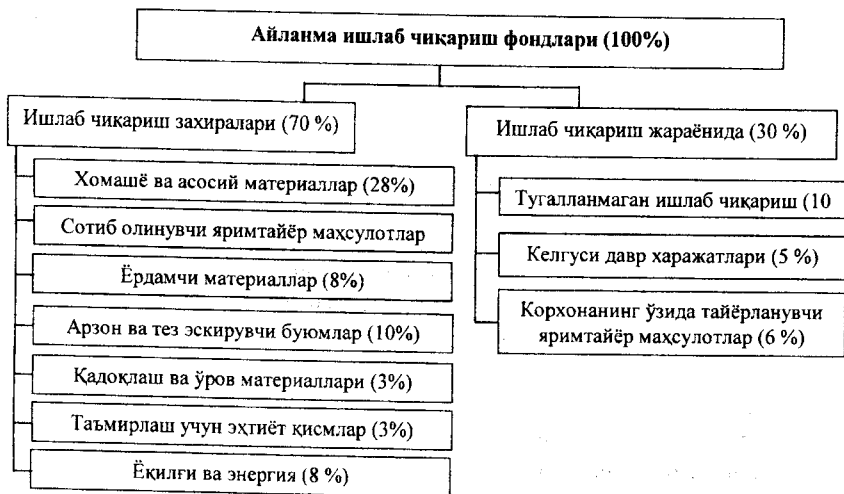 Айланма ишлаб чиқариш фондлари (100%)
Ишлаб чиқариш захиралари (70 %)
Хомашё ва асосий материаллар (28%)
Сотиб олинувчи яримтайёр маҳсулотлар
Ёрдамчи материаллар (8%)
Арзон ва тез эскирувчи буюмлар (10%)
Қадоқлаш ва ўров материаллари (3%)
Таъмирлаш учун эҳтиёт қисмлар (3%)
Ёқилғи ва энергия (8 %)
Ишлаб чиқариш жараёнида (30 %)
Тугалланмаган ишлаб чиқариш (10
Келгуси давр харажатлари (5 %)
Корхонанинг ўзида тайёрланувчи
яримтайёр маҳсулотлар (6 %)